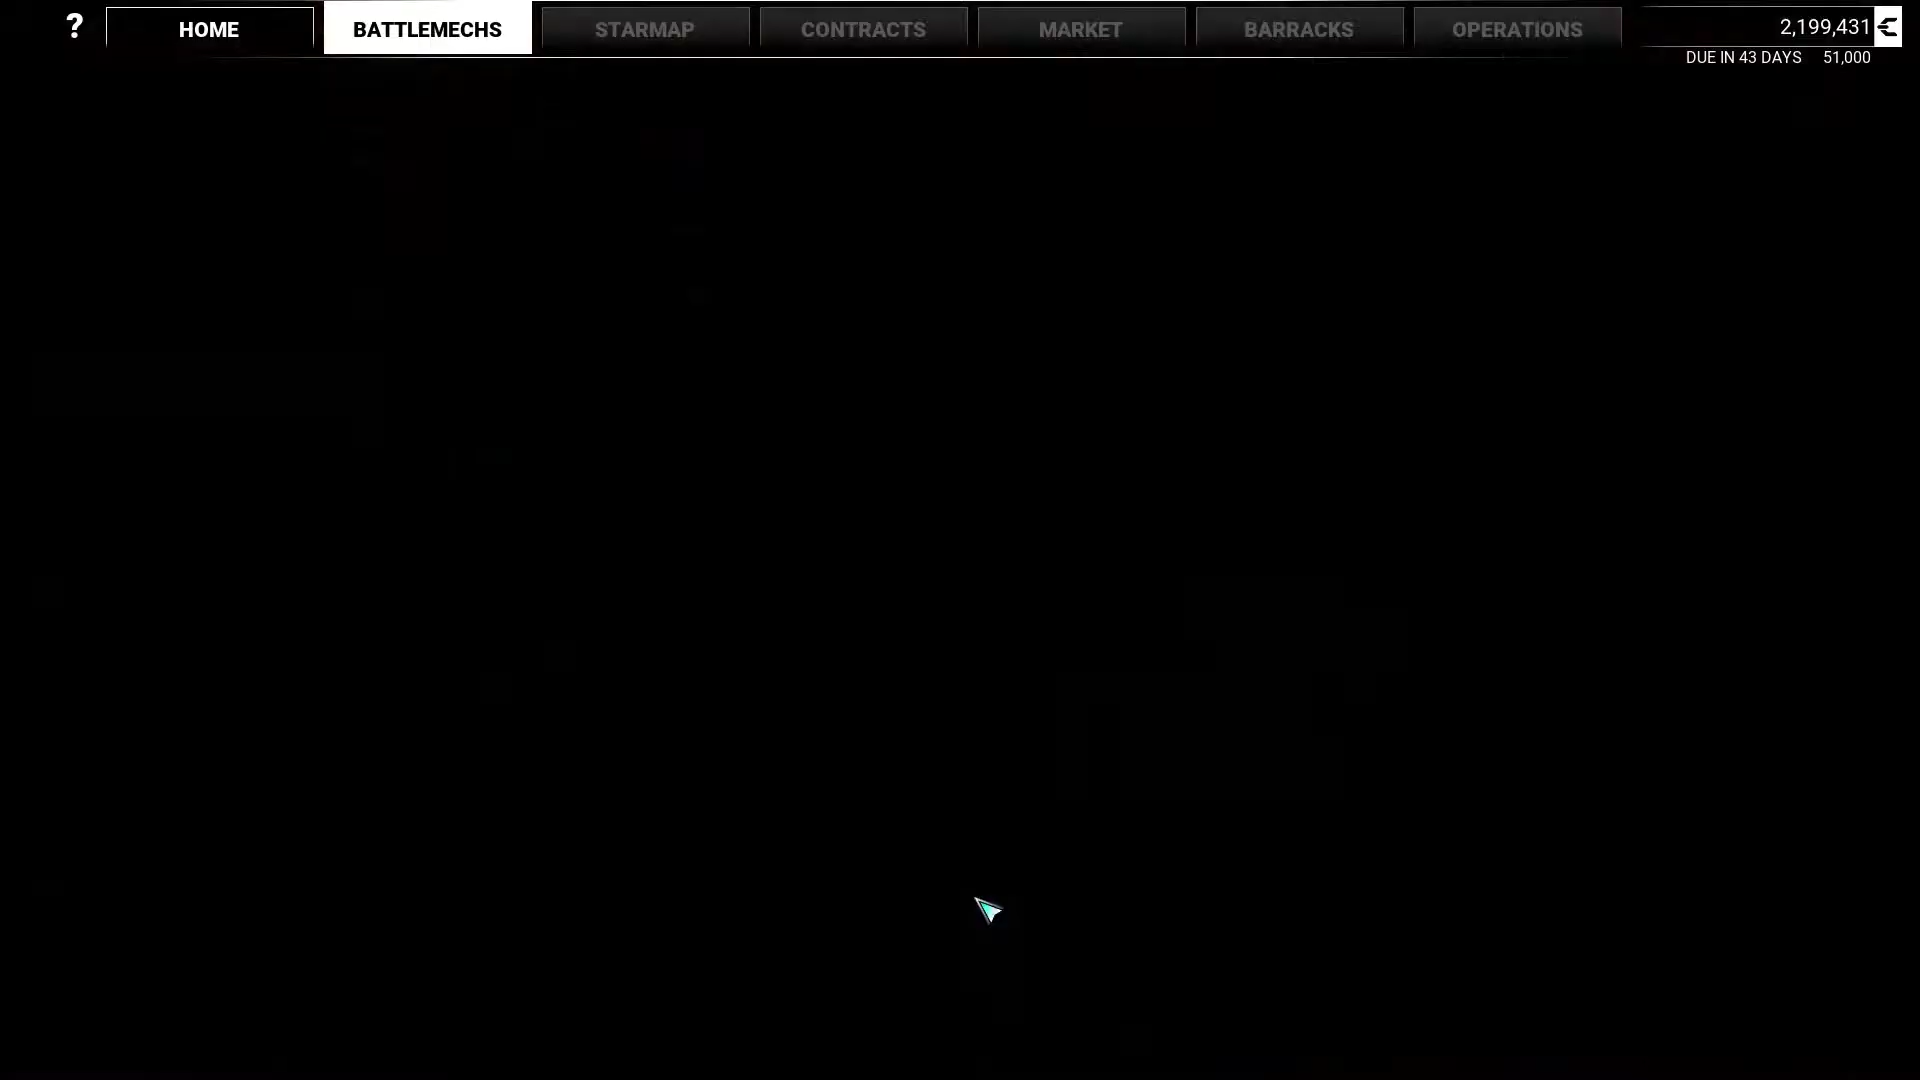 ?
HOME
BATTLEMECHS
STARMAP
CONTRACTS
MARKET
BARRACKS
OPERATIONS
2,199,431
DUE IN 43 DAYS 51,000